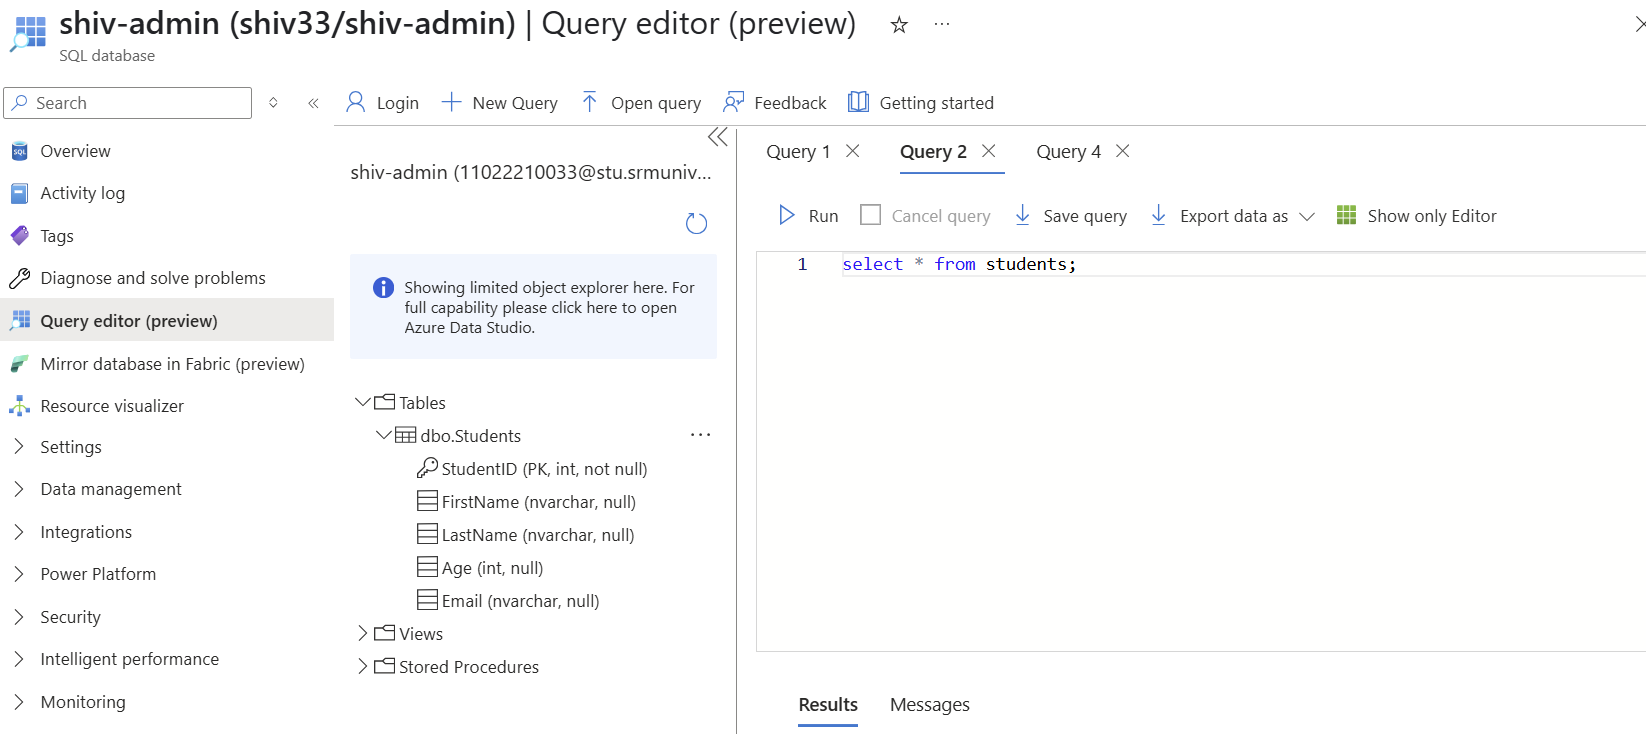 shiv-admin (shiv33/shiv-admin) | Query editor (preview)
SQL database
Search
Overview
Activity log
Tags
Diagnose and solve problems
Query editor (preview)
Mirror database in Fabric (preview)
Resource visualizer
Settings
Data management
Integrations
Power Platform
Security
Intelligent performance
Monitoring
Login
New Query
Open query
Feedback
Getting started
shiv-admin (11022210033@stu.srmuniv...
Showing limited object explorer here. For
full capability please click here to open
Azure Data Studio.
Tables
dbo.Students
StudentID (PK, int, not null)
FirstName (nvarchar, null)
LastName (nvarchar, null)
Age (int, null)
Email (nvarchar, null)
Views
Stored Procedures
Query 1
Query 2
Query 4
Run
Cancel query
Save query
Export data as
Show only Editor
1 select * from students;
Results
Messages